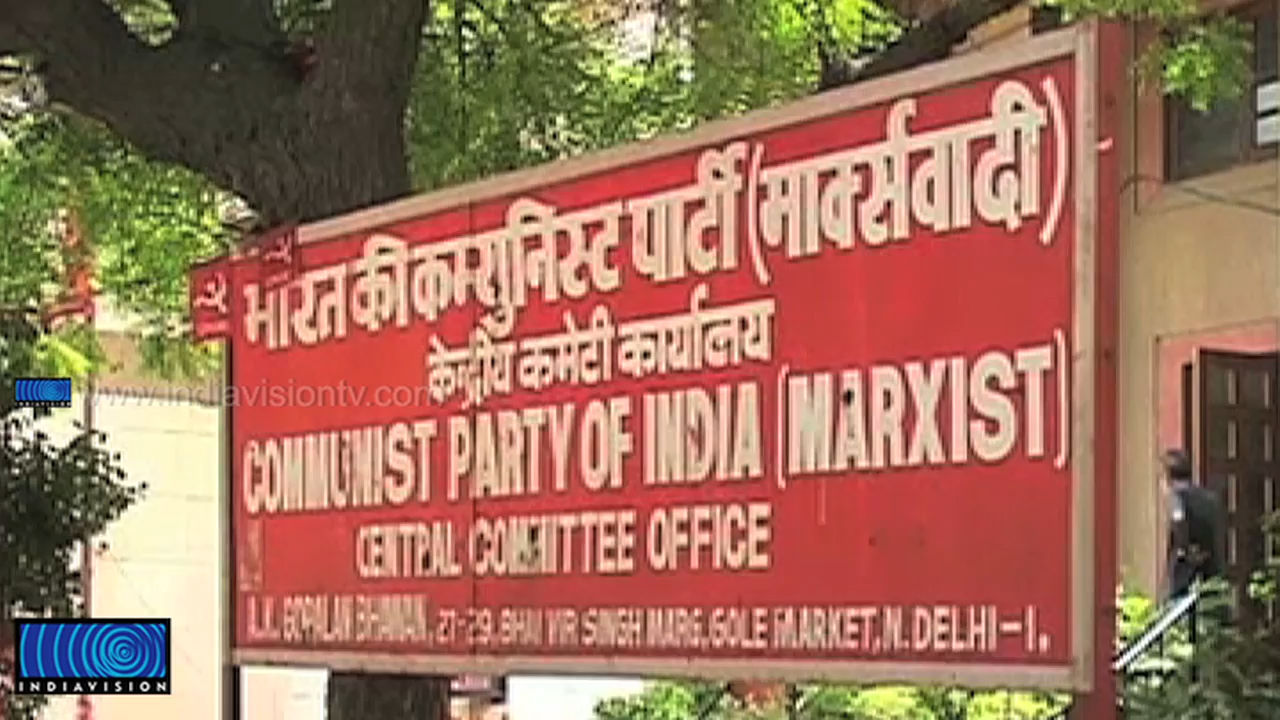 भारत की कम्युनिस्ट पार्टी (मार्क्सवादी)
केन्द्रीय कमेटी कार्यालय
COMMUNIST PARTY OF INDIA (MARXIST)
CENTRAL COMMITTEE OFFICE
A.K. GOPALAN BHAWAN, 27-29, BHAI VIR SINGH MARG, GOLE MARKET, N. DELHI-1.
www.indiavisiontv.com
INDIAVISION